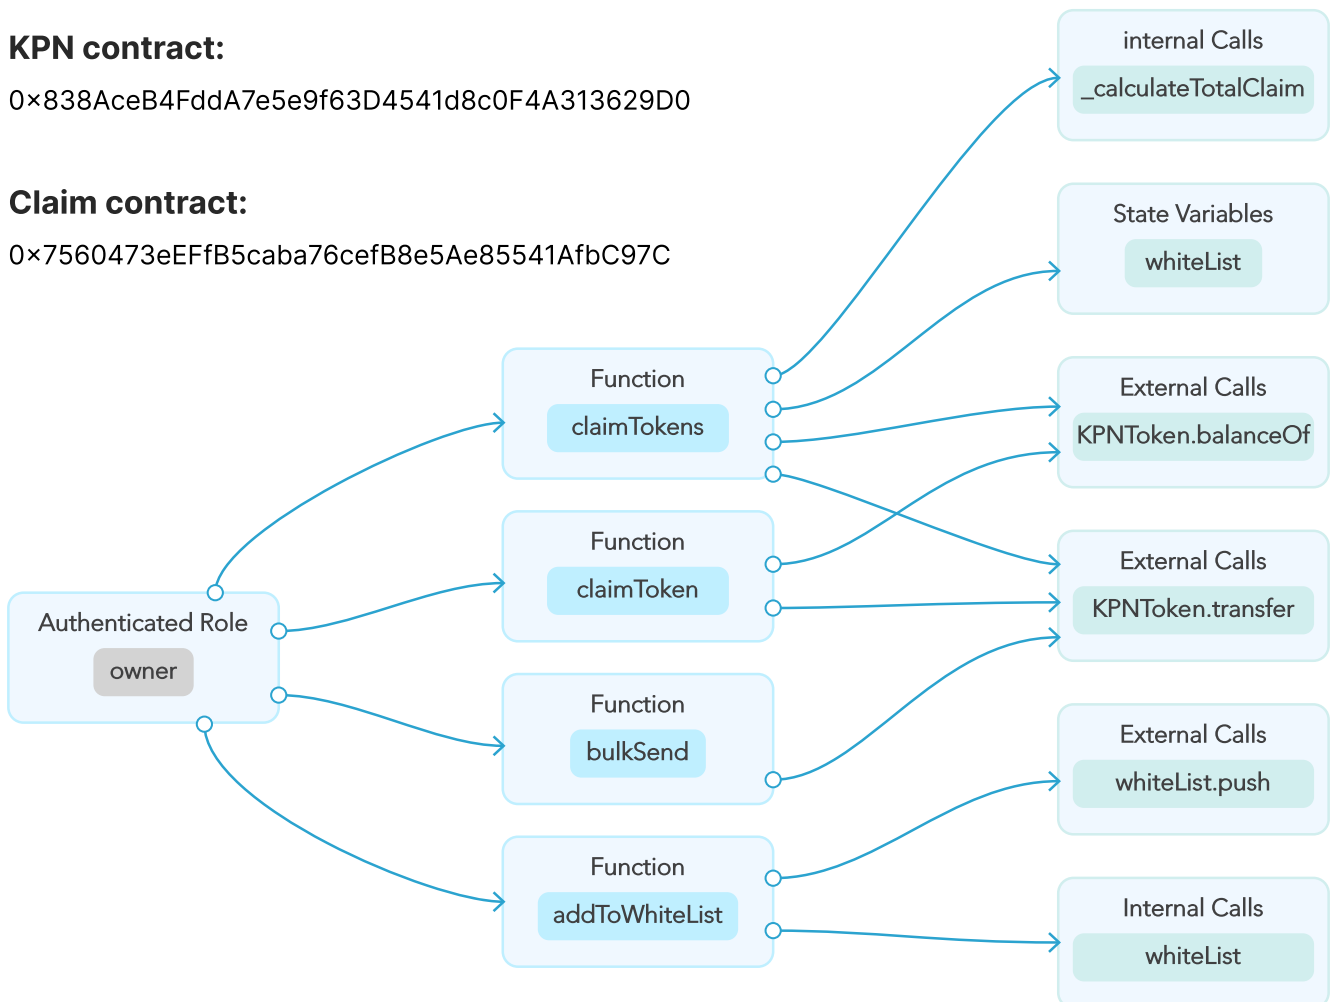 KPN contract:
0x838AceB4FddA7e5e9f63D4541d8c0F4A313629D0
Claim contract:
0x7560473eEFfB5caba76cefB8e5Ae85541AfbC97C
Authenticated Role
owner
Function
claimTokens
Function
claimToken
Function
bulkSend
Function
addToWhiteList
internal Calls
_calculateTotalClaim
State Variables
whiteList
External Calls
KPNToken.balanceOf
External Calls
KPNToken.transfer
External Calls
whiteList.push
Internal Calls
whiteList